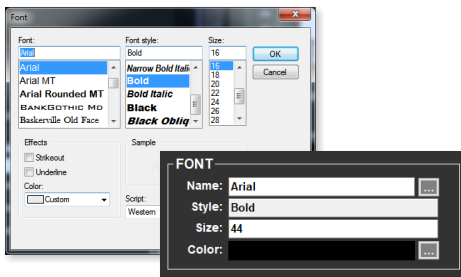 Font
Font:
Font style:
Size:
Arial
Bold
16
OK
Cancel
Arial
Arial MT
Arial Rounded MT
BankGothic MD
Baskerville Old Face
Narrow Bold Italic
Bold
Bold Italic
Black
Black Obliq
16
18
20
22
24
26
28
Effects
Strikeout
Underline
Color:
Custom
Sample
Script:
Western
FONT
Name: Arial ...
Style: Bold
Size: 44
Color: ...